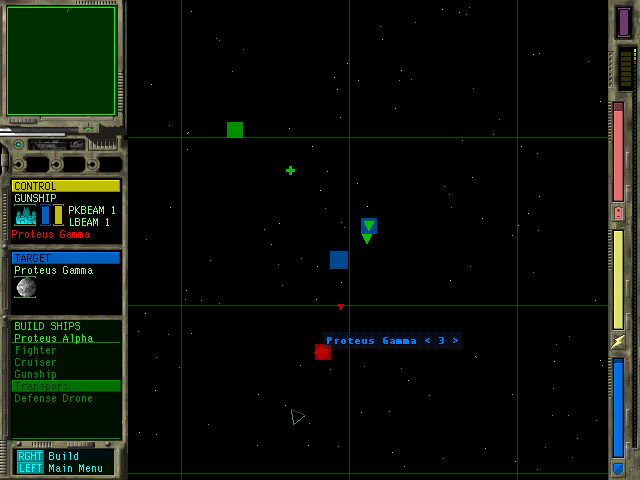 CONTROL
GUNSHIP
PKBEAM 1
LBEAM 1
Proteus Gamma
TARGET
Proteus Gamma
BUILD SHIPS
Proteus Alpha
Fighter
Cruiser
Gunship
Transport
Defense Drone
RGHT Build
LEFT Main Menu
Proteus Gamma < 3 >